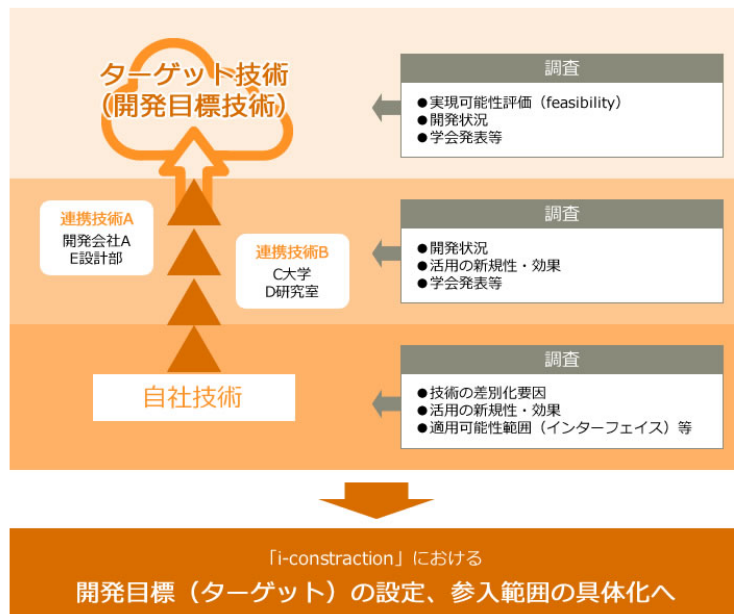 ターゲット技術
(開発目標技術)
調査
●実現可能性評価（feasibility）
●開発状況
●学会発表等
連携技術A
開発会社A
E設計部
連携技術B
C大学
D研究室
調査
●開発状況
●活用の新規性・効果
●学会発表等
自社技術
調査
●技術の差別化要因
●活用の新規性・効果
●適用可能性範囲（インターフェイス）等
「i-constraction」における
開発目標（ターゲット）の設定、参入範囲の具体化へ